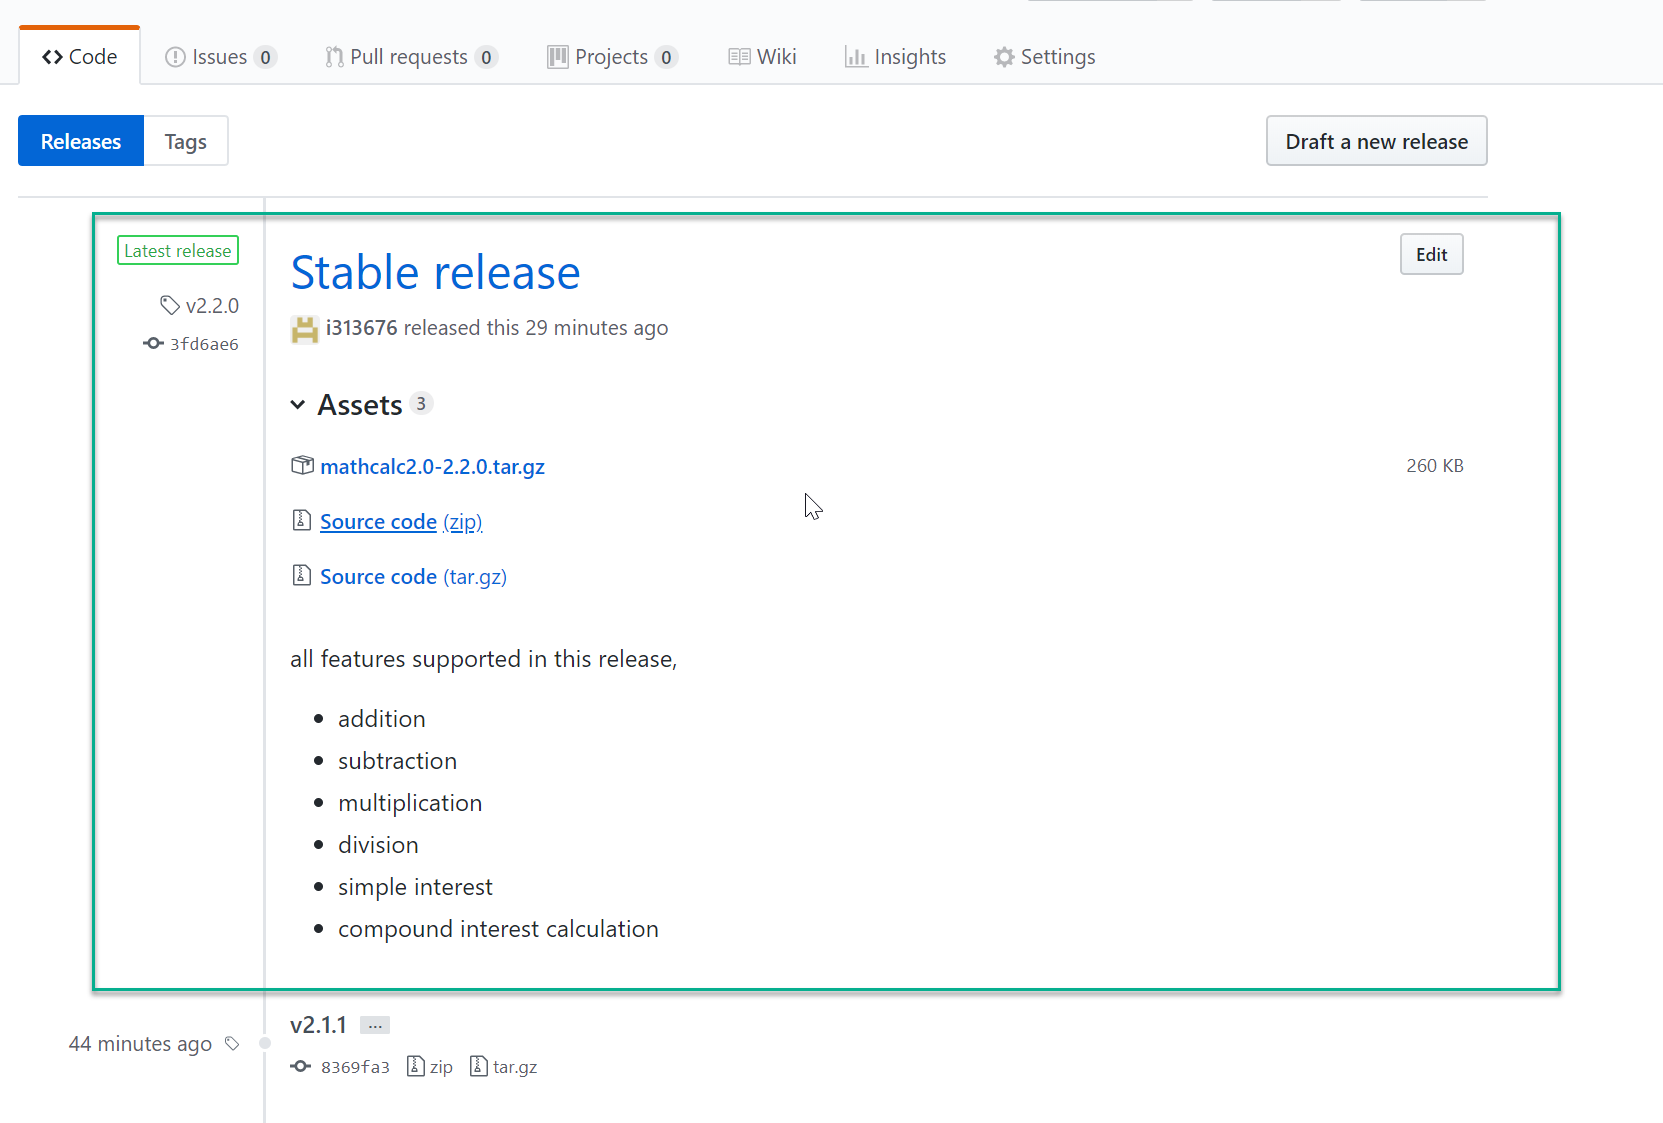 Code Issues 0 Pull requests 0 Projects 0 Wiki Insights Settings
Releases Tags Draft a new release
Latest release
v2.2.0
3fd6ae6
Stable release
Edit
i313676 released this 29 minutes ago
Assets 3
mathcalc2.0-2.2.0.tar.gz 260 KB
Source code (zip)
Source code (tar.gz)
all features supported in this release,
• addition
• subtraction
• multiplication
• division
• simple interest
• compound interest calculation
44 minutes ago
v2.1.1 ...
8369fa3 zip tar.gz